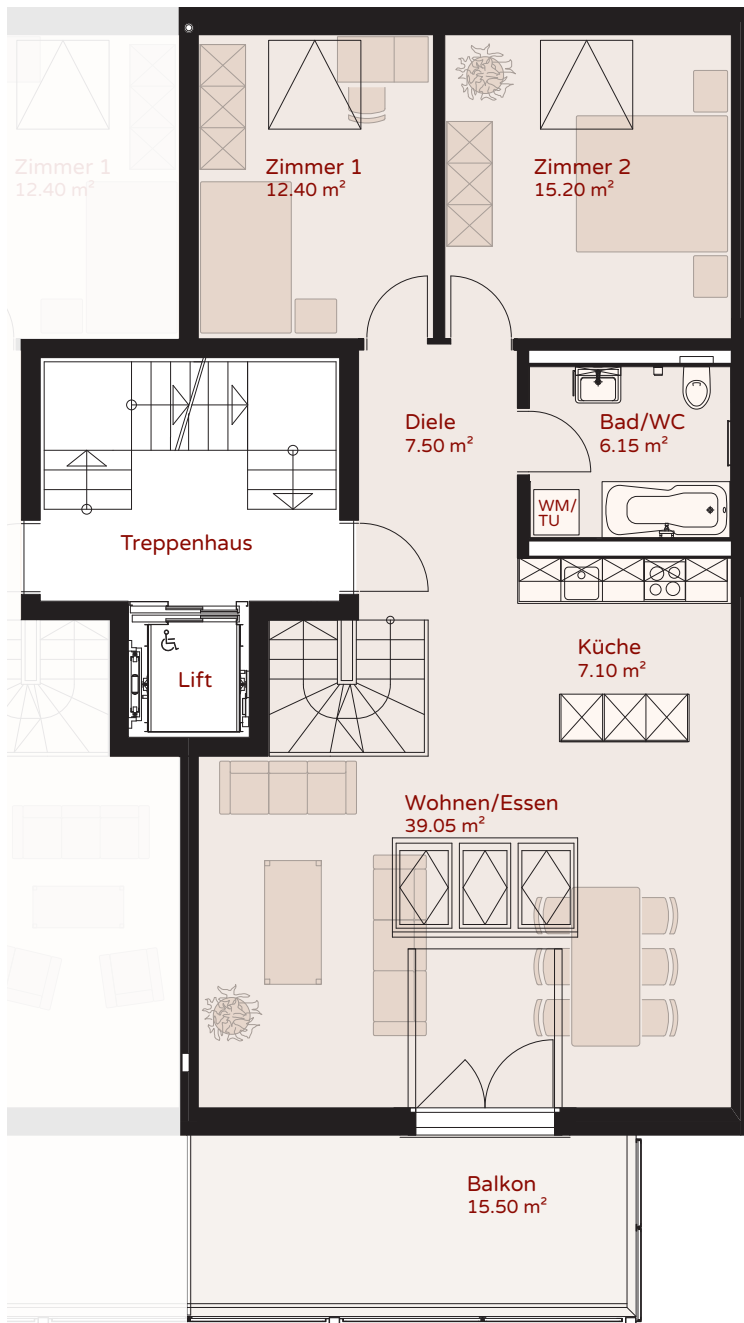 Zimmer 1
12.40 m²
Zimmer 1
12.40 m²
Zimmer 2
15.20 m²
Diele
7.50 m²
Bad/WC
6.15 m²
WM/
TU
Treppenhaus
Küche
7.10 m²
Lift
Wohnen/Essen
39.05 m²
Balkon
15.50 m²